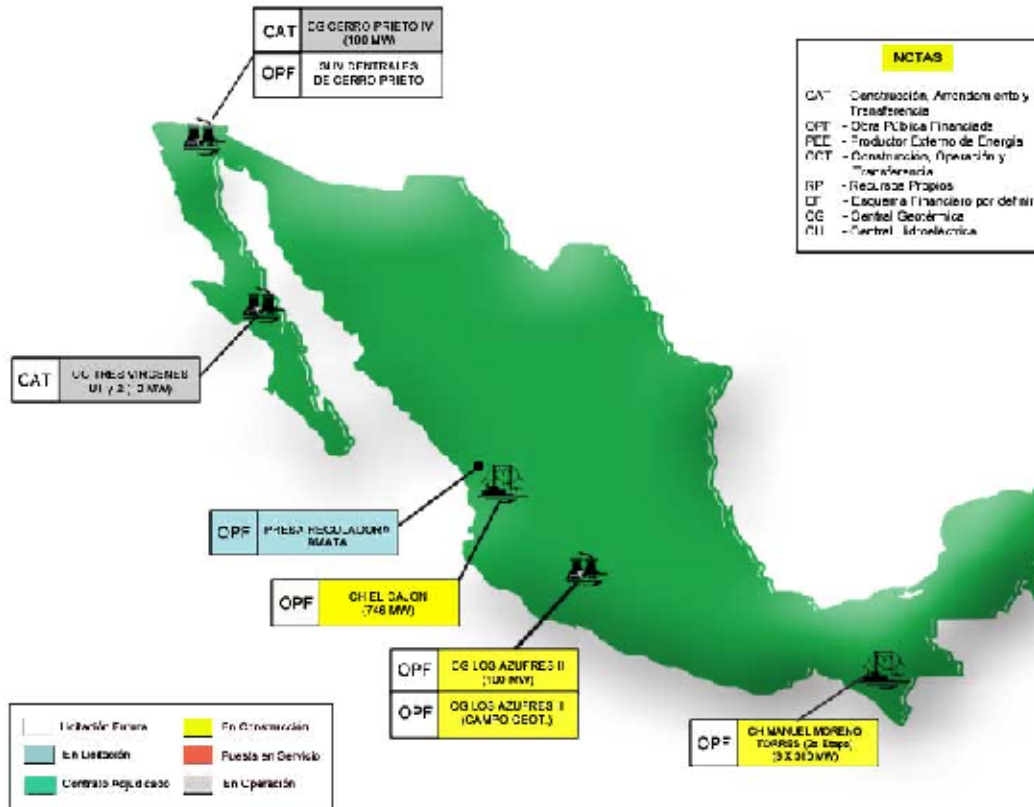 CAT
CG CERRO PRIETO IV
(100 MW)
OPF
SUM CENTRALES
DE CERRO PRIETO
NOTAS
CAT - Construcción, Arrendamiento y
Transferencia
OPF - Obra Pública Financiada
PEE - Productor Externo de Energía
COT - Construcción, Operación y
Transferencia
RP - Recursos Propios
EF - Esquema Financiero por definir
CG - Central Geotérmica
CH - Central Hidroeléctrica
CAT
CG TRES VIRGENES
U1 y 2
OPF
PRESA REGULADORA
AMATA
OPF
CH EL CAJON
(746 MW)
OPF
CG LOS AZUFRES II
(100 MW)
OPF
CG LOS AZUFRES II
(CAMPO GEOT.)
OPF
CH MANUEL MORENO
TORRES (2a Etapa)
(3 X 300 MW)
Licitación Futura
En Construcción
En Licitación
Puesta en Servicio
Contrato Adjudicado
En Operación